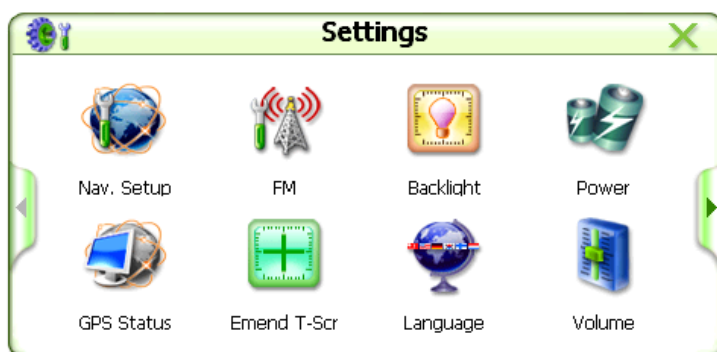 Settings
Nav. Setup FM Backlight Power
GPS Status Emend T-Scr Language Volume